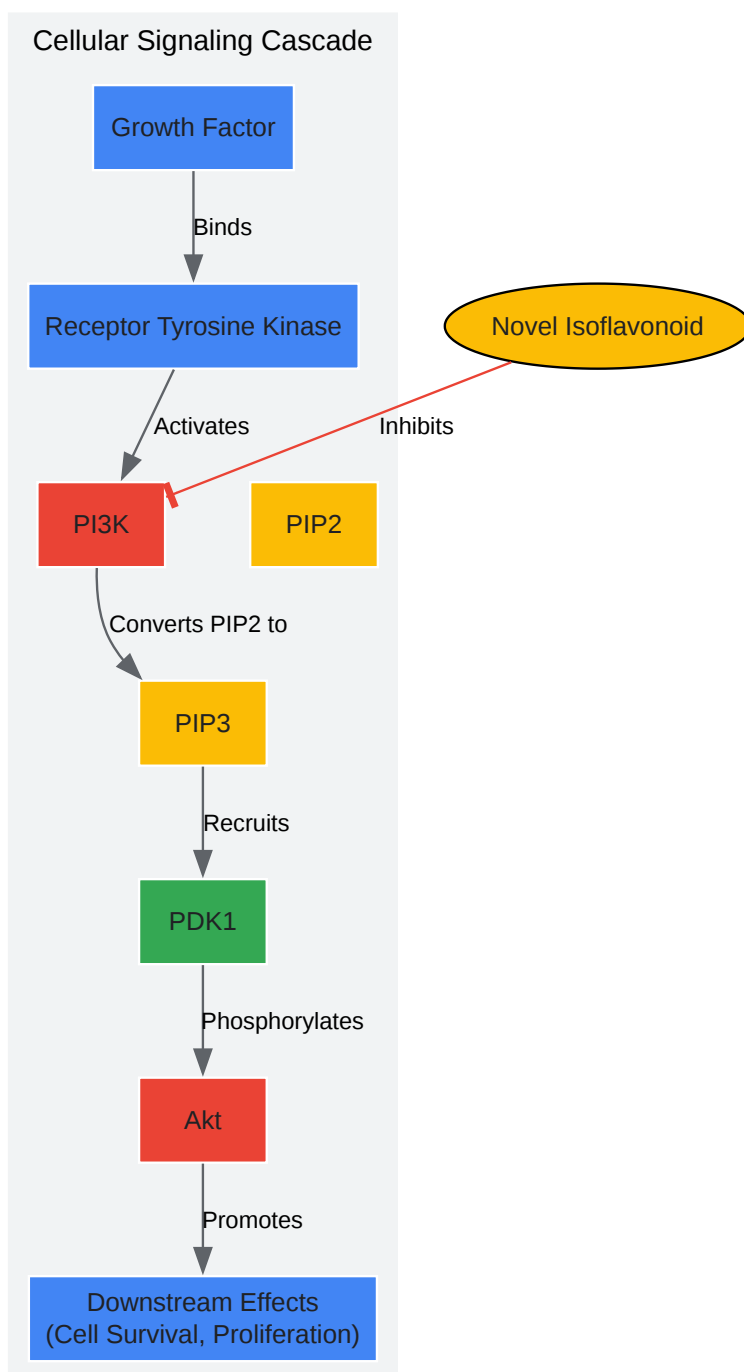 Cellular Signaling Cascade
Growth Factor
Binds
Receptor Tyrosine Kinase
Novel Isoflavonoid
Activates
Inhibits
PI3K
PIP2
Converts PIP2 to
PIP3
Recruits
PDK1
Phosphorylates
Akt
Promotes
Downstream Effects
(Cell Survival, Proliferation)